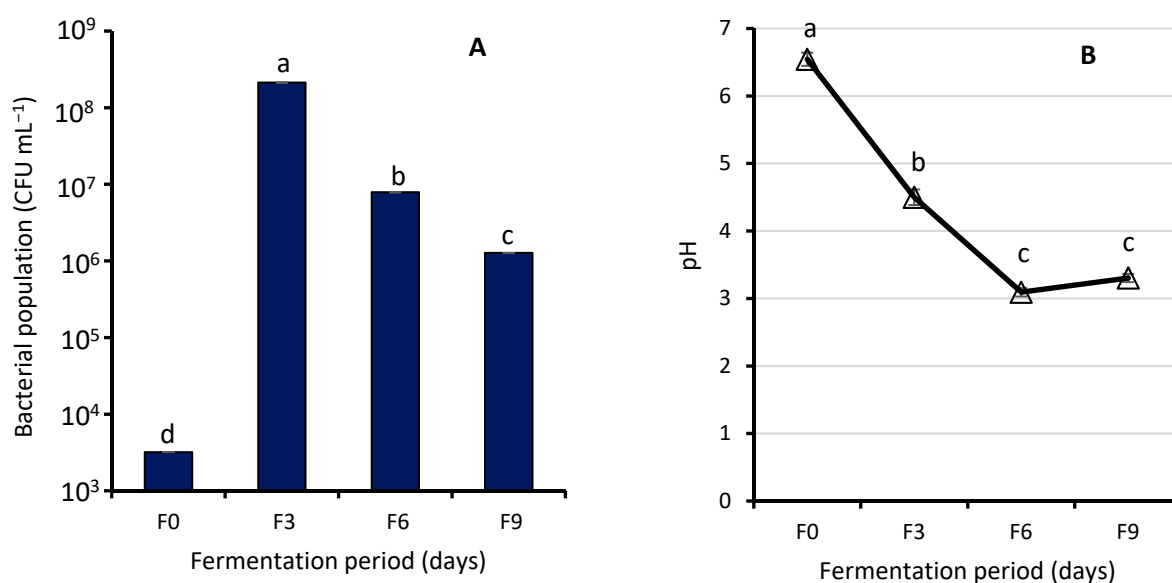 A
Bacterial population (CFU mL⁻¹)
10⁹
10⁸
10⁷
10⁶
10⁵
10⁴
10³
d
a
b
c
F0
F3
F6
F9
Fermentation period (days)
B
pH
7
6
5
4
3
2
1
0
a
b
c
c
F0
F3
F6
F9
Fermentation period (days)